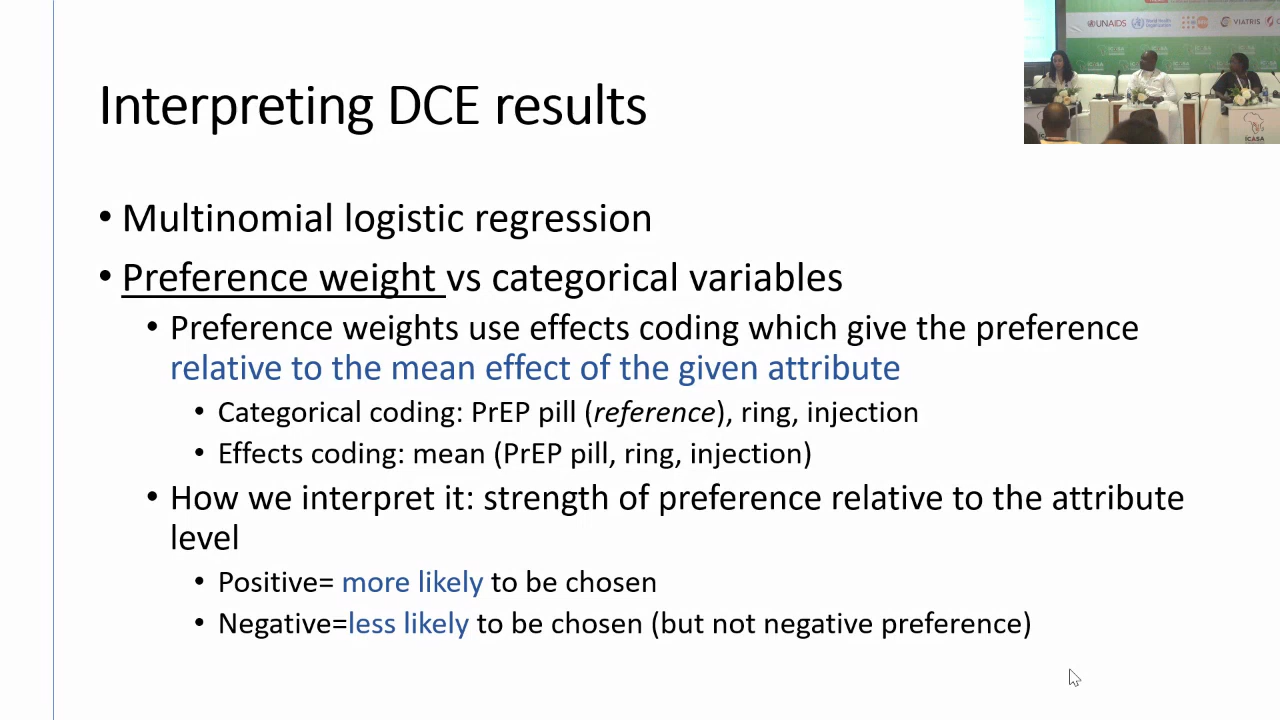 Interpreting DCE results
• Multinomial logistic regression
• Preference weight vs categorical variables
• Preference weights use effects coding which give the preference
relative to the mean effect of the given attribute
• Categorical coding: PrEP pill (reference), ring, injection
• Effects coding: mean (PrEP pill, ring, injection)
• How we interpret it: strength of preference relative to the attribute
level
• Positive= more likely to be chosen
• Negative=less likely to be chosen (but not negative preference)
UNAIDS
World Health
Organization
VIATRIS
ICASA